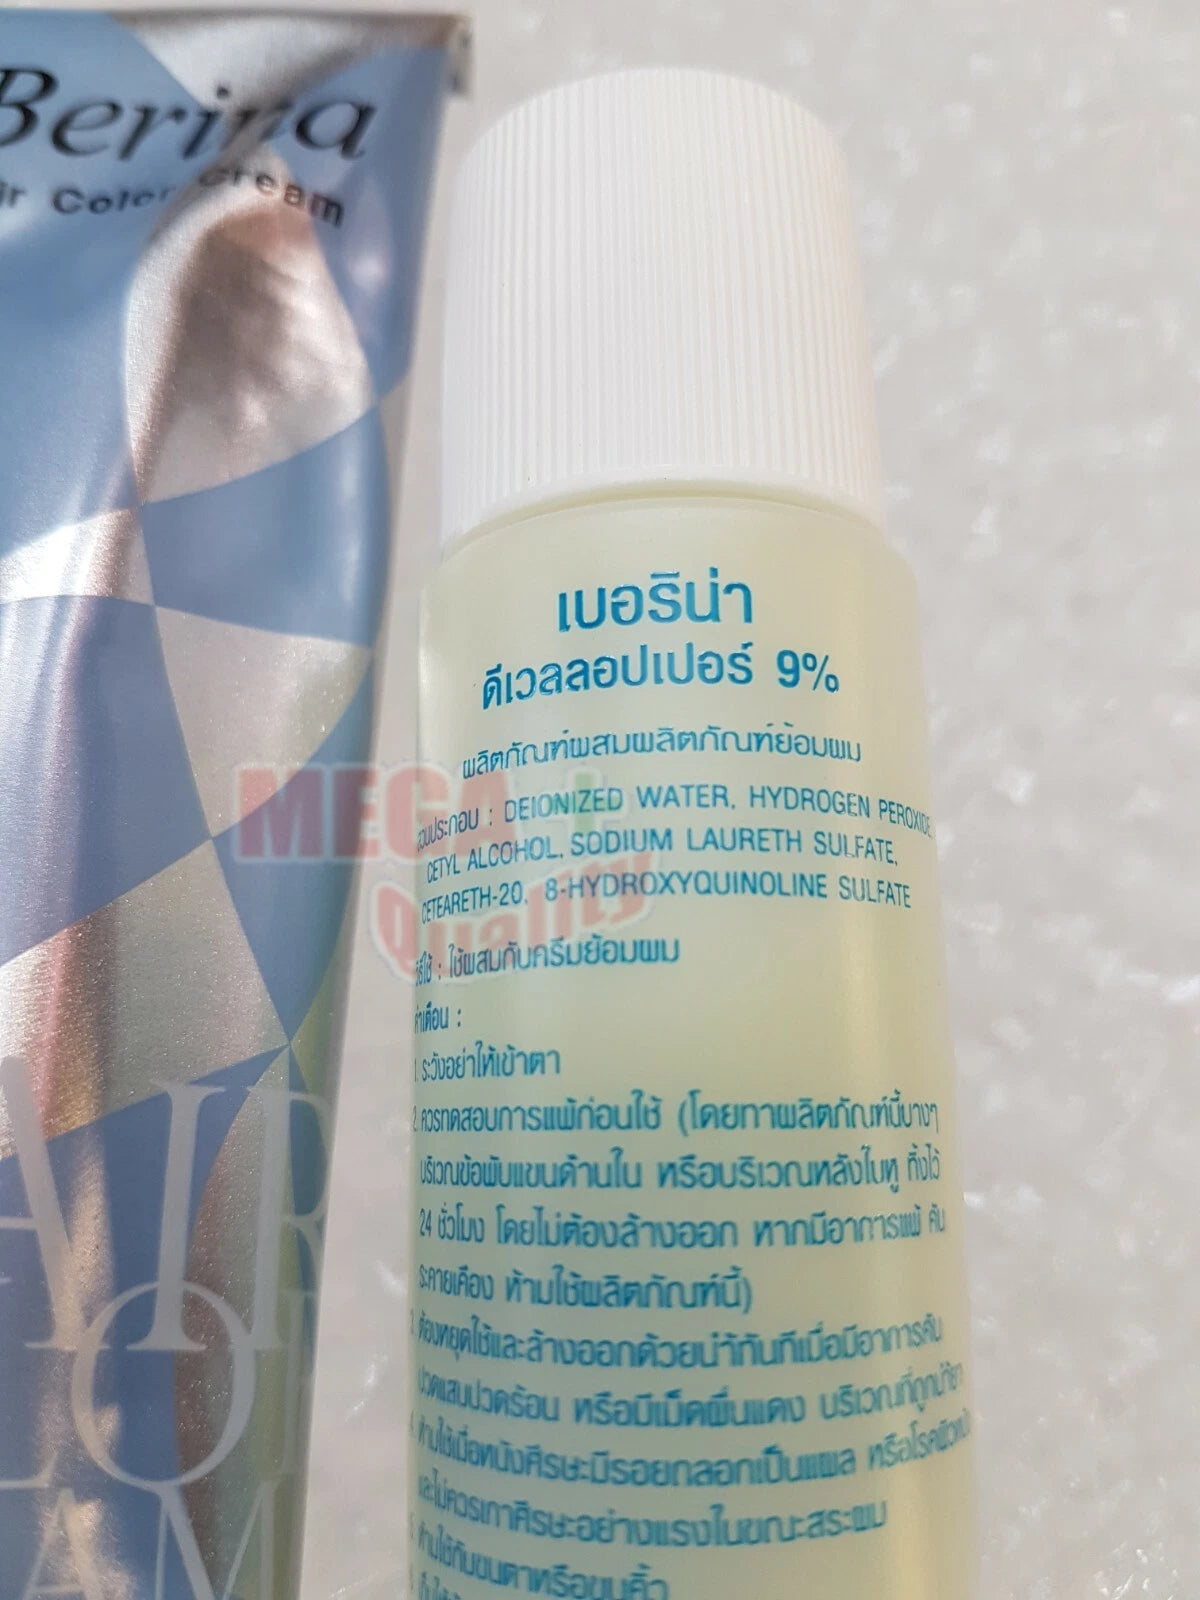 Berina
ir Color Cream
เบอริน่า
ดีเวลลอปเปอร์ 9%
ผลิตภัณฑ์ผสมผลิตภัณฑ์ย้อมผม
ส่วนประกอบ : DEIONIZED WATER, HYDROGEN PEROXIDE,
CETYL ALCOHOL, SODIUM LAURETH SULFATE,
CETEARETH-20, 8-HYDROXYQUINOLINE SULFATE
วิธีใช้ : ใช้ผสมกับครีมย้อมผม
คำเตือน :
1. ระวังอย่าให้เข้าตา
2. ควรทดสอบการแพ้ก่อนใช้ (โดยทาผลิตภัณฑ์นี้บางๆ
บริเวณข้อพับแขนด้านใน หรือบริเวณหลังใบหู ทิ้งไว้
24 ชั่วโมง โดยไม่ต้องล้างออก หากมีอาการแพ้ คัน
ระคายเคือง ห้ามใช้ผลิตภัณฑ์นี้)
3. ต้องหยุดใช้และล้างออกด้วยน้ำทันทีเมื่อมีอาการคัน
ปวดแสบปวดร้อน หรือมีเม็ดผื่นแดง บริเวณที่ถูกน้ำยา
4. ห้ามใช้เมื่อหนังศีรษะมีรอยถลอกเป็นแผล หรือโรคผิวหนัง
และไม่ควรเกาศีรษะอย่างแรงในขณะสระผม
5. ห้ามใช้กับขนตาหรือขนคิ้ว
MEGA+
Quality
AIR